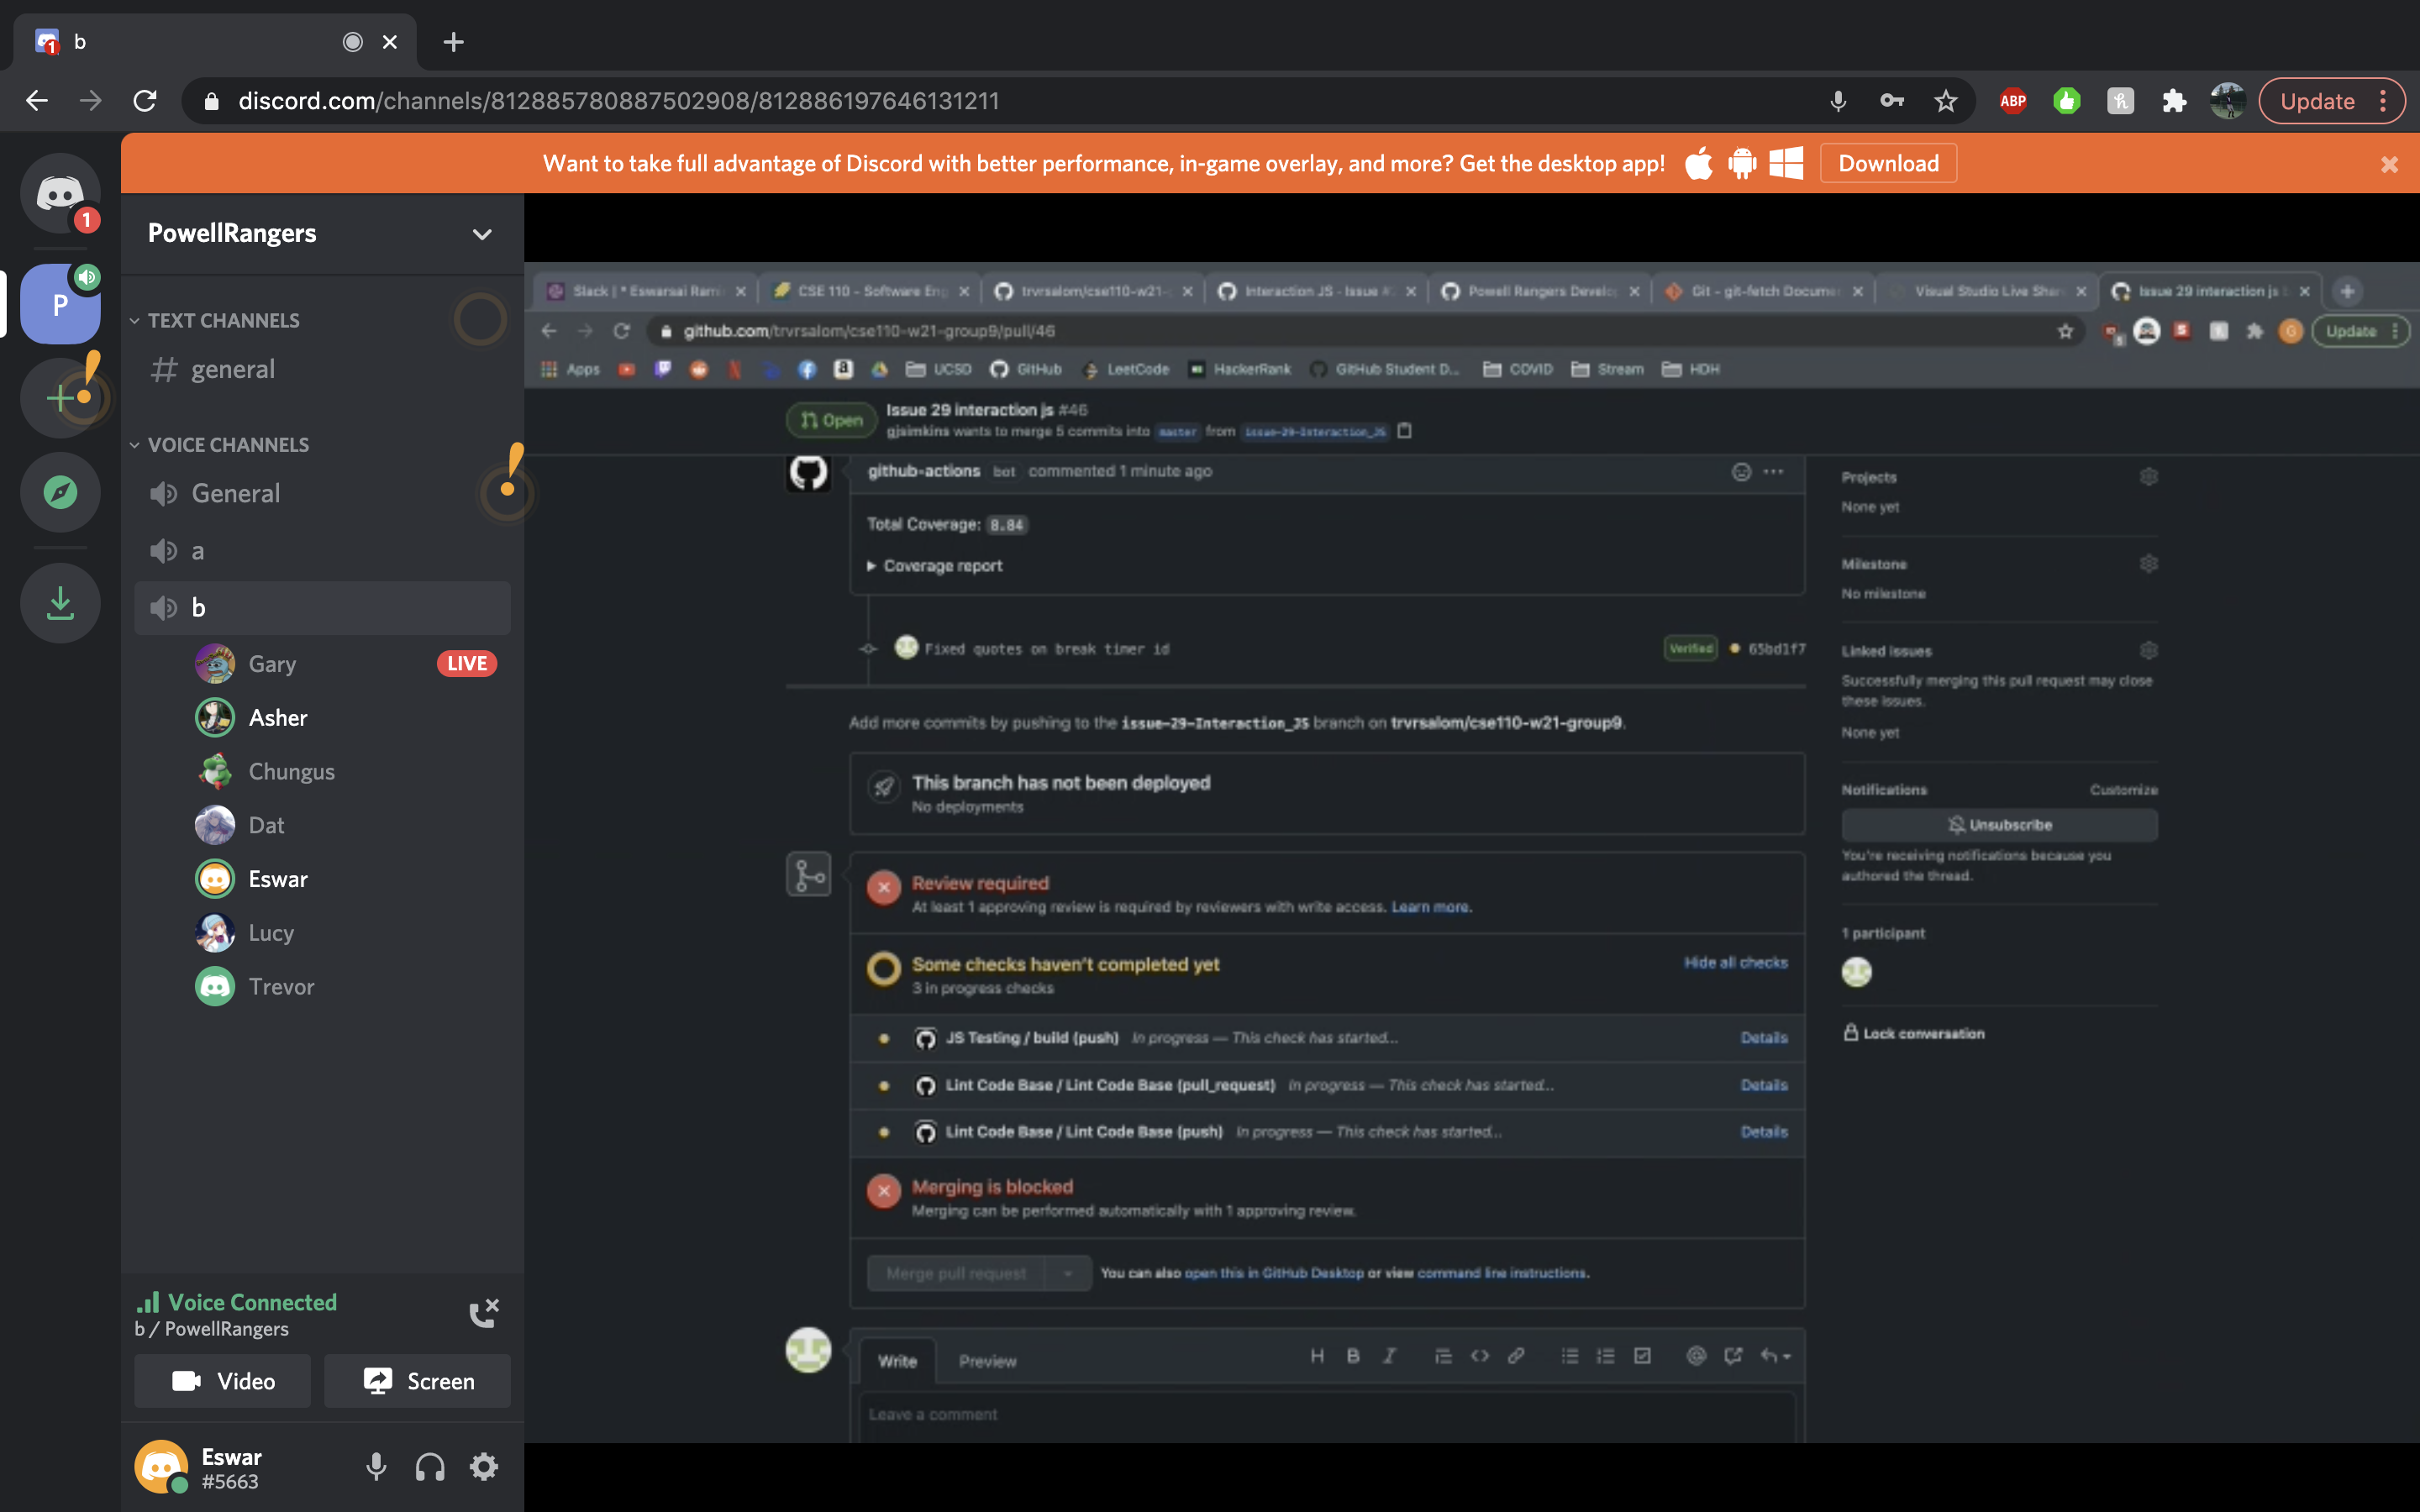 b
discord.com/channels/812885780887502908/812886197646131211
ABP
Update
Want to take full advantage of Discord with better performance, in-game overlay, and more? Get the desktop app!
Download
1
P
PowellRangers
TEXT CHANNELS
general
VOICE CHANNELS
General
a
b
Gary
LIVE
Asher
Chungus
Dat
Eswar
Lucy
Trevor
Voice Connected
b / PowellRangers
Video
Screen
Eswar
#5663
Slack | * Eswarsai Rami
CSE 110 - Software Eng
trvrsalom/cse110-w21-
Interaction JS - Issue #
Powell Rangers Develop
Git - git-fetch Docume
Visual Studio Live Shar
Issue 29 interaction js
github.com/trvrsalom/cse110-w21-group9/pull/46
Update
Apps
UCSD
GitHub
LeetCode
HackerRank
GitHub Student D...
COVID
Stream
HDH
Open
Issue 29 interaction js #46
gjsimkins wants to merge 5 commits into master from issue-29-Interaction_JS
github-actions bot commented 1 minute ago
Total Coverage: 8.84
Coverage report
Fixed quotes on break timer id
Verified
65bd1f7
Add more commits by pushing to the issue-29-Interaction_JS branch on trvrsalom/cse110-w21-group9.
This branch has not been deployed
No deployments
Review required
At least 1 approving review is required by reviewers with write access. Learn more.
Some checks haven't completed yet
Hide all checks
3 in progress checks
JS Testing / build (push) In progress — This check has started...
Details
Lint Code Base / Lint Code Base (pull_request) In progress — This check has started...
Details
Lint Code Base / Lint Code Base (push) In progress — This check has started...
Details
Merging is blocked
Merging can be performed automatically with 1 approving review.
Merge pull request
You can also open this in GitHub Desktop or view command line instructions.
Write
Preview
Leave a comment
Projects
None yet
Milestone
No milestone
Linked issues
Successfully merging this pull request may close
these issues.
None yet
Notifications
Customize
Unsubscribe
You're receiving notifications because you
authored the thread.
1 participant
Lock conversation